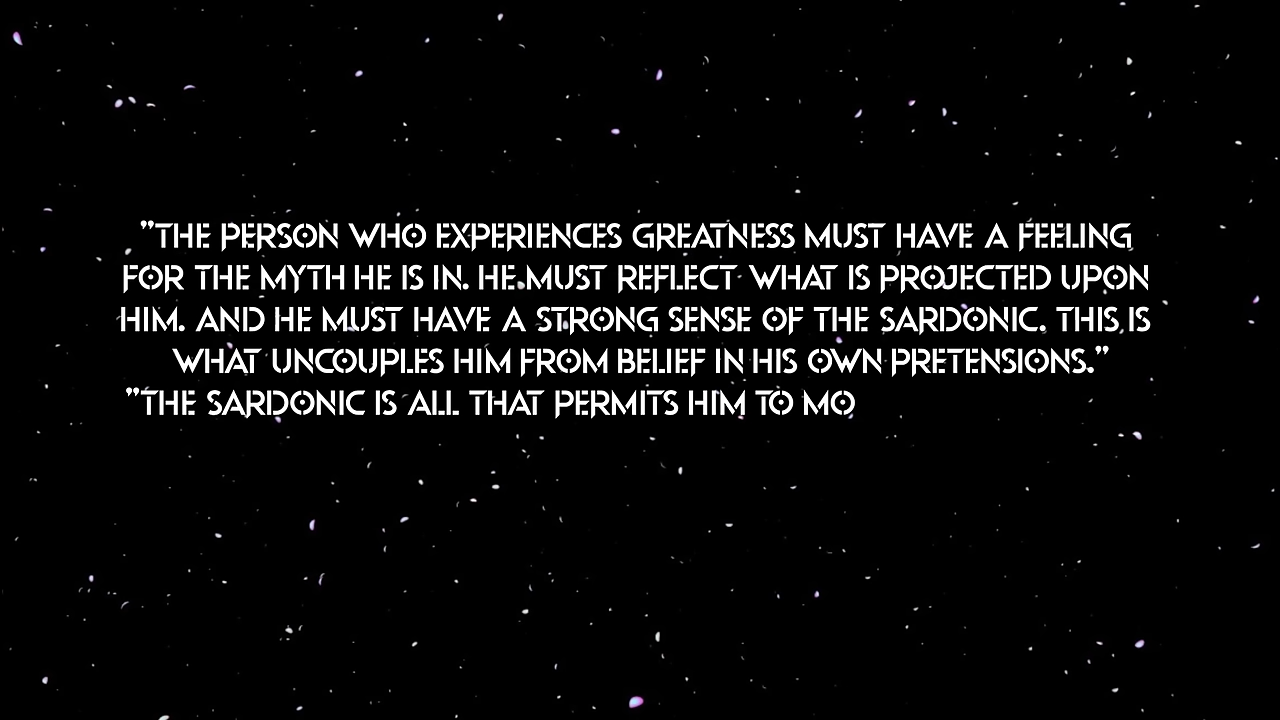 "THE PERSON WHO EXPERIENCES GREATNESS MUST HAVE A FEELING
FOR THE MYTH HE IS IN. HE MUST REFLECT WHAT IS PROJECTED UPON
HIM. AND HE MUST HAVE A STRONG SENSE OF THE SARDONIC. THIS IS
WHAT UNCOUPLES HIM FROM BELIEF IN HIS OWN PRETENSIONS."
"THE SARDONIC IS ALL THAT PERMITS HIM TO MO